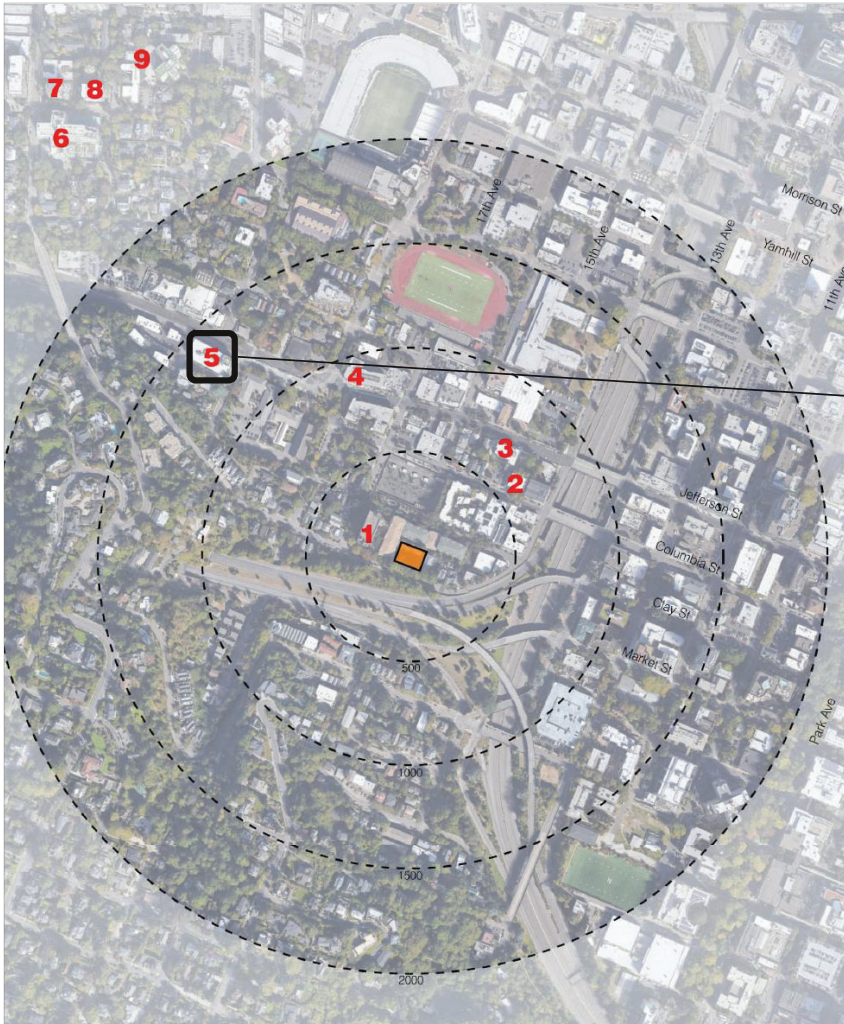 9
7
8
6
17th Ave
Morrison St
15th Ave
13th Ave
Yamhill St
11th Ave
5
4
3
2
Jefferson St
1
Columbia St
Clay St
Market St
500
Park Ave
1000
1500
2000